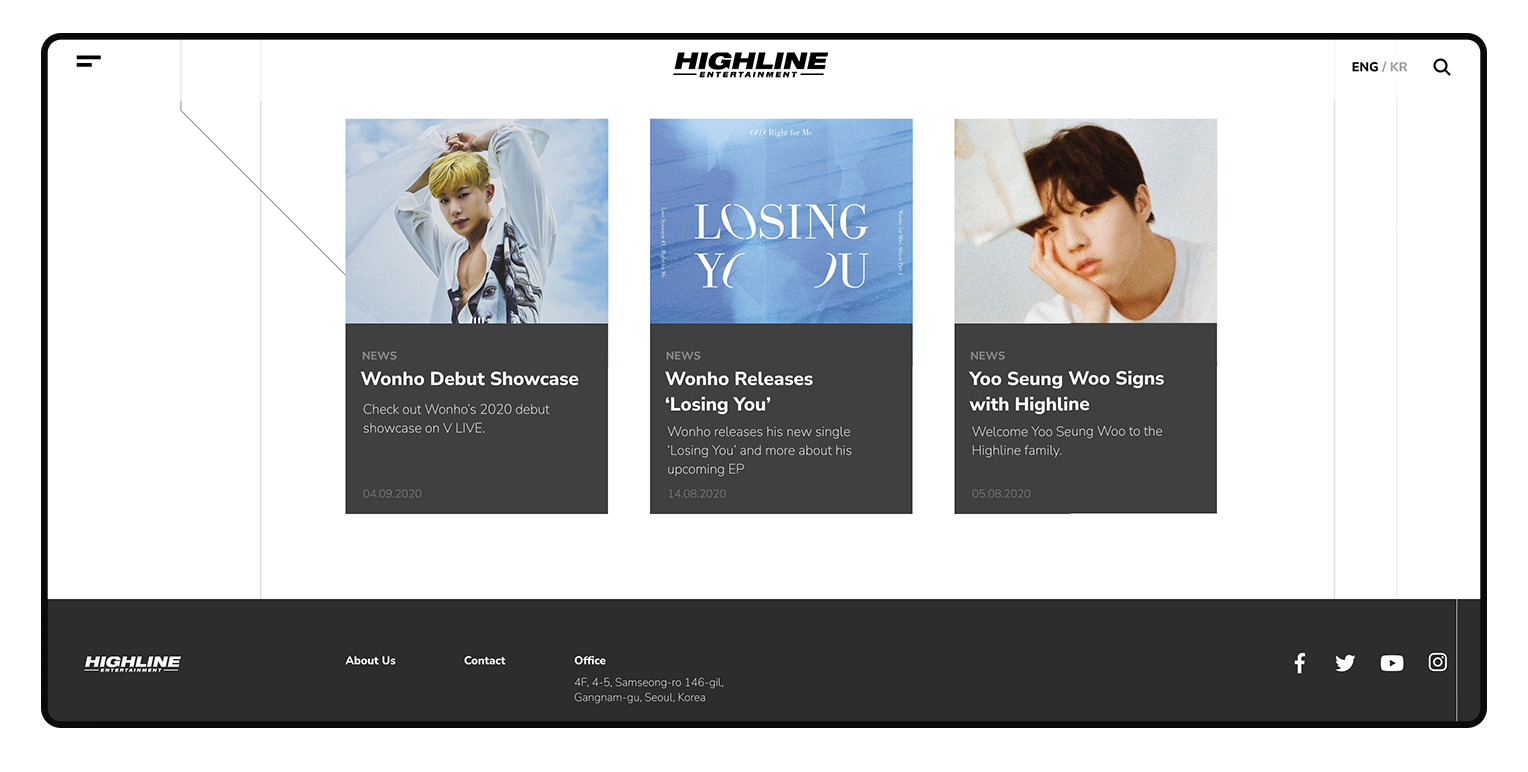 HIGHLINE
ENTERTAINMENT
ENG / KR
Right for Me
LOSING
YOU
NEWS
Wonho Debut Showcase
Check out Wonho's 2020 debut
showcase on V LIVE.
04.09.2020
NEWS
Wonho Releases
‘Losing You’
Wonho releases his new single
‘Losing You’ and more about his
upcoming EP
14.08.2020
NEWS
Yoo Seung Woo Signs
with Highline
Welcome Yoo Seung Woo to the
Highline family.
05.08.2020
HIGHLINE
ENTERTAINMENT
About Us
Contact
Office
4F, 4-5, Samseong-ro 146-gil,
Gangnam-gu, Seoul, Korea